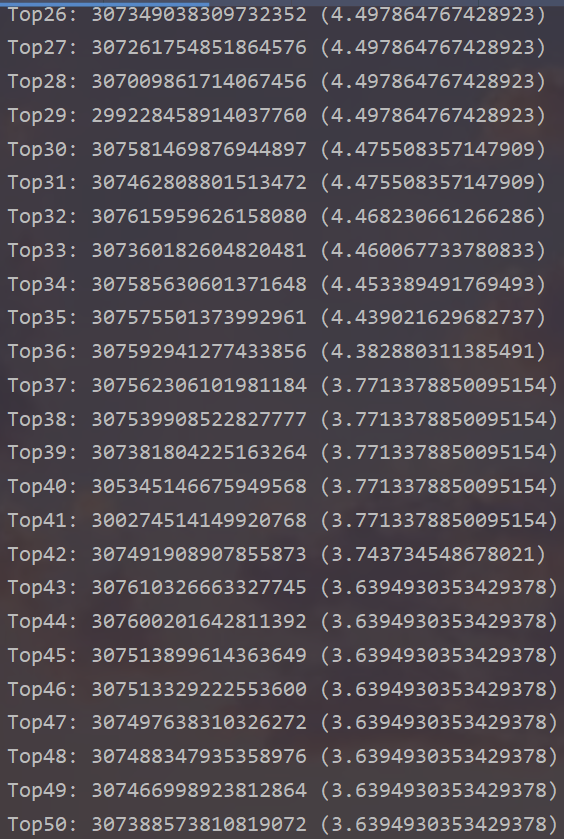 Top26: 307349038309732352 (4.497864767428923)
Top27: 307261754851864576 (4.497864767428923)
Top28: 307009861714067456 (4.497864767428923)
Top29: 299228458914037760 (4.497864767428923)
Top30: 307581469876944897 (4.475508357147909)
Top31: 307462808801513472 (4.475508357147909)
Top32: 307615959626158080 (4.468230661266286)
Top33: 307360182604820481 (4.460067733780833)
Top34: 307585630601371648 (4.453389491769493)
Top35: 307575501373992961 (4.439021629682737)
Top36: 307592941277433856 (4.382880311385491)
Top37: 307562306101981184 (3.7713378850095154)
Top38: 307539908522827777 (3.7713378850095154)
Top39: 307381804225163264 (3.7713378850095154)
Top40: 305345146675949568 (3.7713378850095154)
Top41: 300274514149920768 (3.7713378850095154)
Top42: 307491908907855873 (3.743734548678021)
Top43: 307610326663327745 (3.6394930353429378)
Top44: 307600201642811392 (3.6394930353429378)
Top45: 307513899614363649 (3.6394930353429378)
Top46: 307513329222553600 (3.6394930353429378)
Top47: 307497638310326272 (3.6394930353429378)
Top48: 307488347935358976 (3.6394930353429378)
Top49: 307466998923812864 (3.6394930353429378)
Top50: 307388573810819072 (3.6394930353429378)